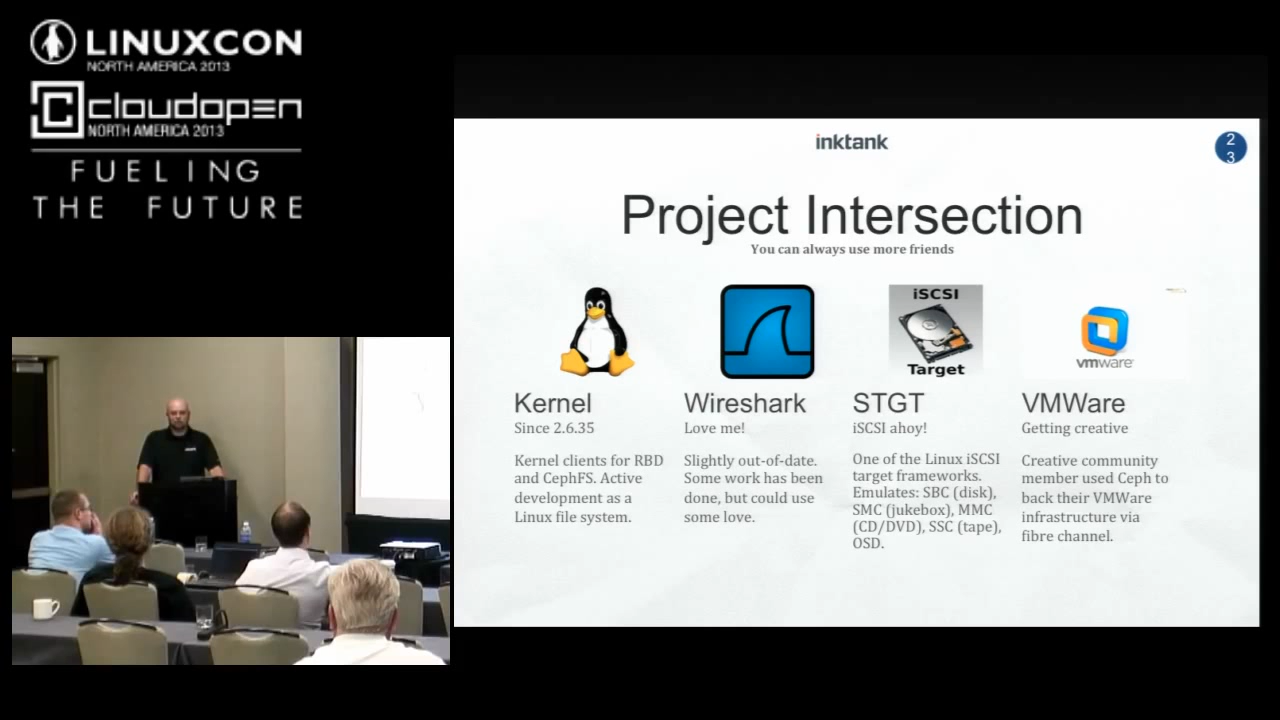 LINUXCON
NORTH AMERICA 2013
cloudopen
NORTH AMERICA 2013
FUELING
THE FUTURE
inktank
2
3
Project Intersection
You can always use more friends
iSCSI
Target
vmware
Kernel
Since 2.6.35
Kernel clients for RBD
and CephFS. Active
development as a
Linux file system.
Wireshark
Love me!
Slightly out-of-date.
Some work has been
done, but could use
some love.
STGT
iSCSI ahoy!
One of the Linux iSCSI
target frameworks.
Emulates: SBC (disk),
SMC (jukebox), MMC
(CD/DVD), SSC (tape),
OSD.
VMWare
Getting creative
Creative community
member used Ceph to
back their VMWare
infrastructure via
fibre channel.